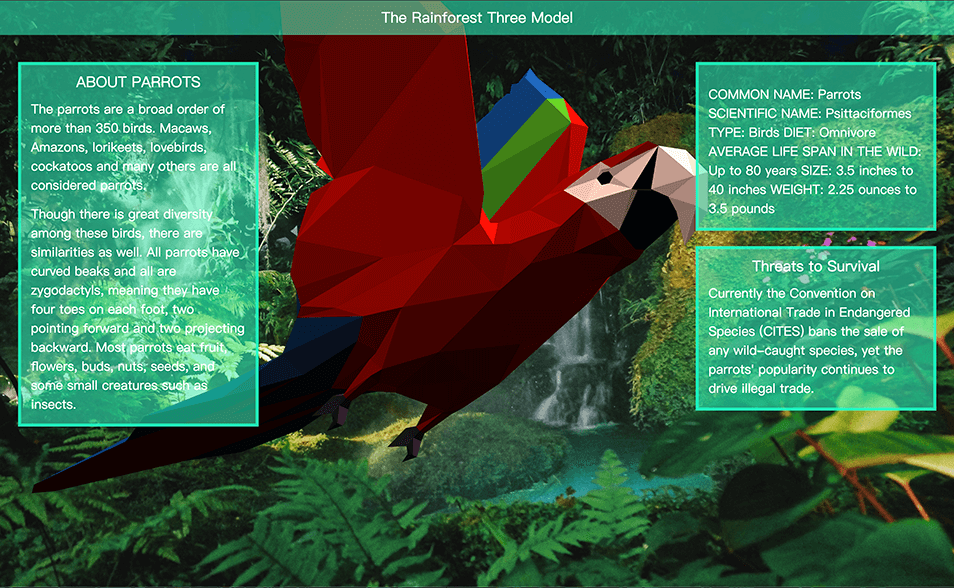 The Rainforest Three Model
ABOUT PARROTS
The parrots are a broad order of
more than 350 birds. Macaws,
Amazons, lorikeets, lovebirds,
cockatoos and many others are all
considered parrots.
Though there is great diversity
among these birds, there are
similarities as well. All parrots have
curved beaks and all are
zygodactyls, meaning they have
four toes on each foot, two
pointing forward and two projecting
backward. Most parrots eat fruit,
flowers, buds, nuts, seeds, and
some small creatures such as
insects.
COMMON NAME: Parrots
SCIENTIFIC NAME: Psittaciformes
TYPE: Birds DIET: Omnivore
AVERAGE LIFE SPAN IN THE WILD:
Up to 80 years SIZE: 3.5 inches to
40 inches WEIGHT: 2.25 ounces to
3.5 pounds
Threats to Survival
Currently the Convention on
International Trade in Endangered
Species (CITES) bans the sale of
any wild-caught species, yet the
parrots' popularity continues to
drive illegal trade.